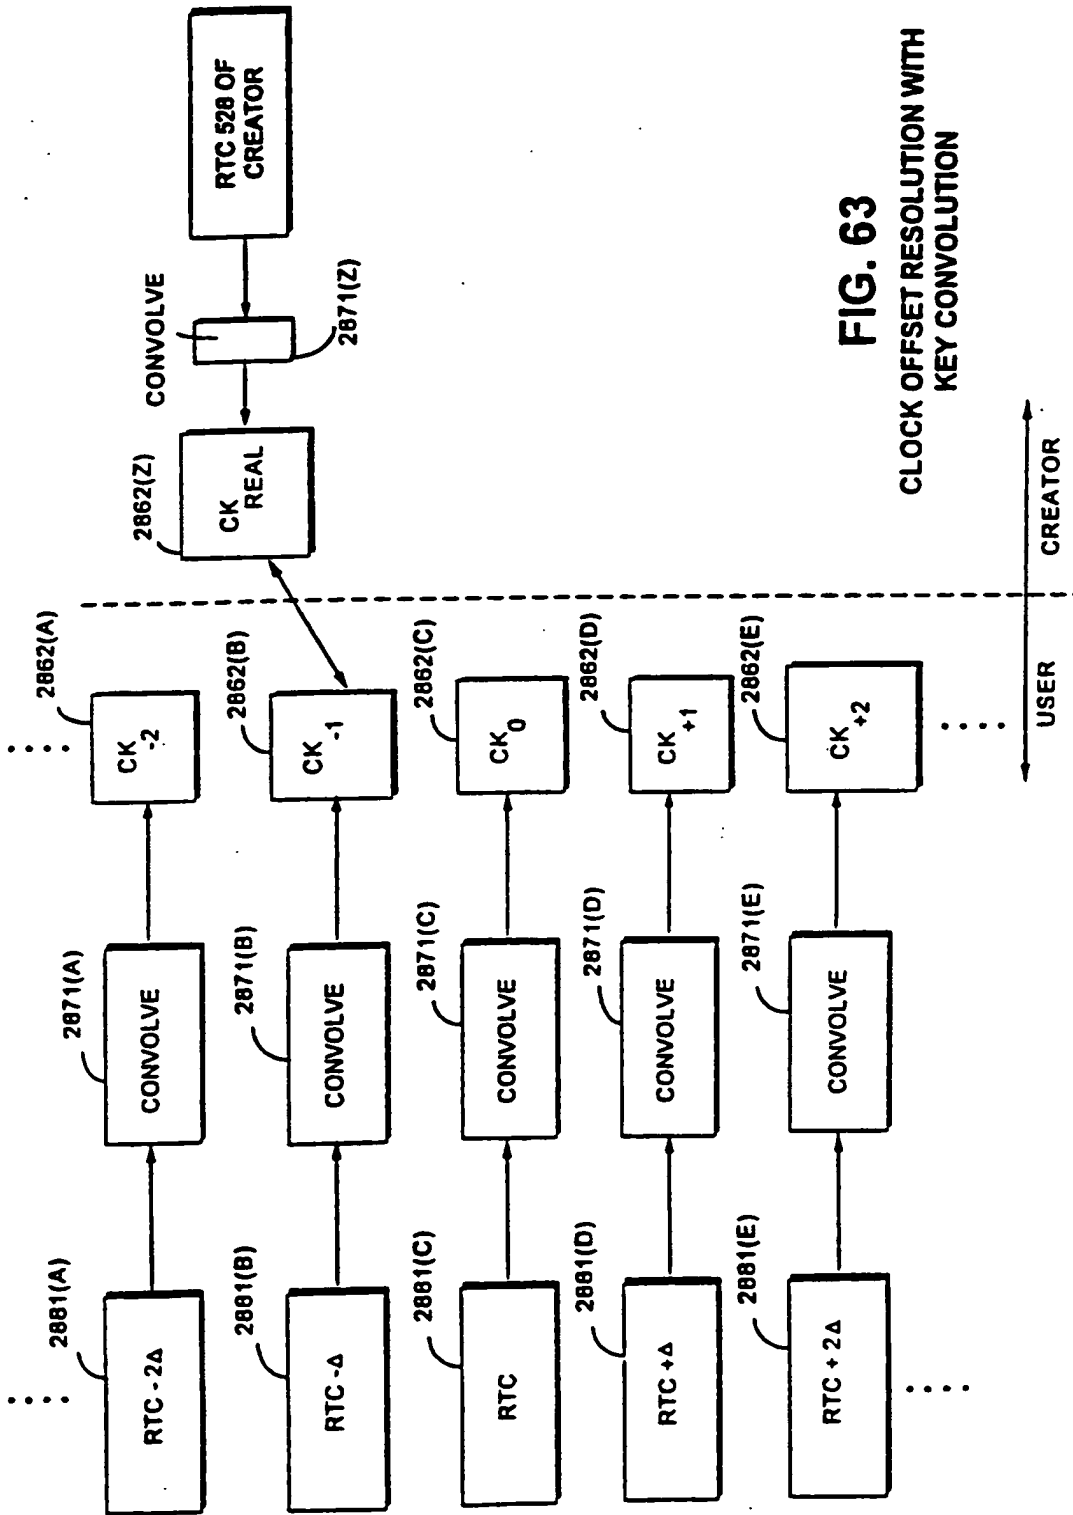 2881(A)
RTC - 2Δ
2871(A)
CONVOLVE
2862(A)
CK -2
2881(B)
RTC -Δ
2871(B)
CONVOLVE
2862(B)
CK -1
2881(C)
RTC
2871(C)
CONVOLVE
2862(C)
CK 0
2881(D)
RTC +Δ
2871(D)
CONVOLVE
2862(D)
CK +1
2881(E)
RTC + 2Δ
2871(E)
CONVOLVE
2862(E)
CK +2
2862(Z)
CK REAL
CONVOLVE
2871(Z)
RTC 528 OF
CREATOR
USER
CREATOR
FIG. 63
CLOCK OFFSET RESOLUTION WITH
KEY CONVOLUTION